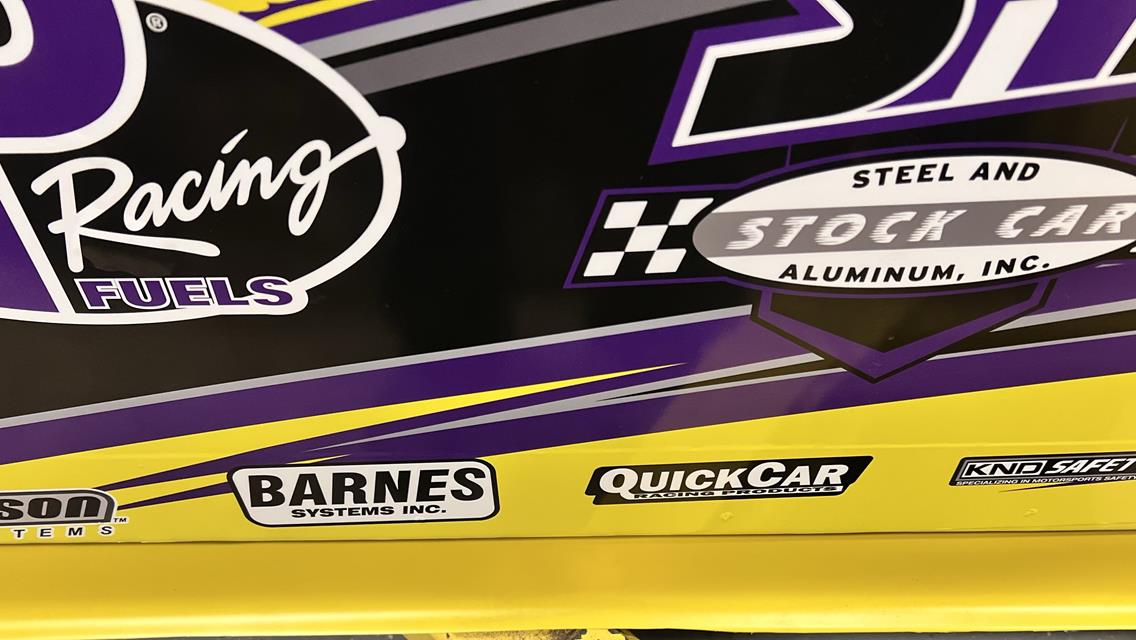 ®
Racing
FUELS
STEEL AND
STOCK CAR
ALUMINUM, INC.
SON
TEMS
™
BARNES
SYSTEMS INC.
QUICKCAR
RACING PRODUCTS
KND SAFETY
SPECIALIZING IN MOTORSPORTS SAFETY